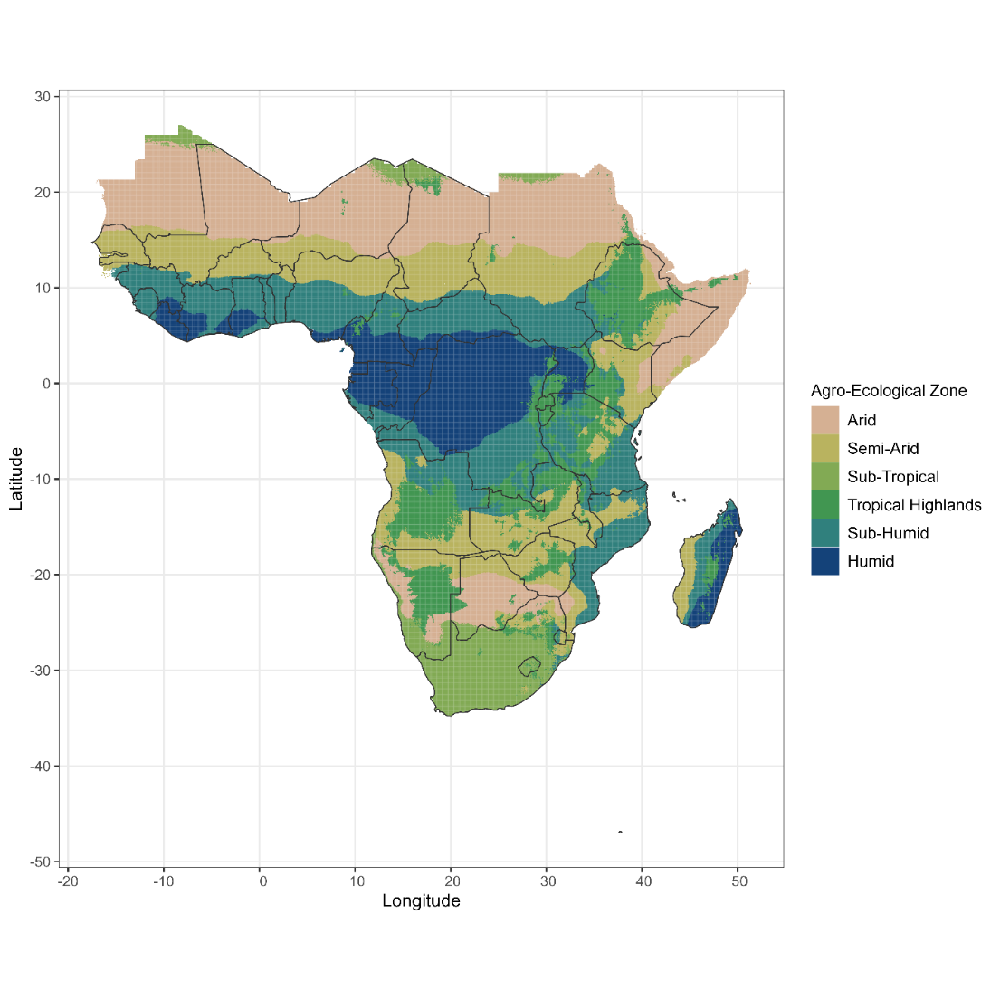 30
20
10
0
-10
-20
-30
-40
-50
Latitude
-20
-10
0
10
20
30
40
50
Longitude
Agro-Ecological Zone
Arid
Semi-Arid
Sub-Tropical
Tropical Highlands
Sub-Humid
Humid